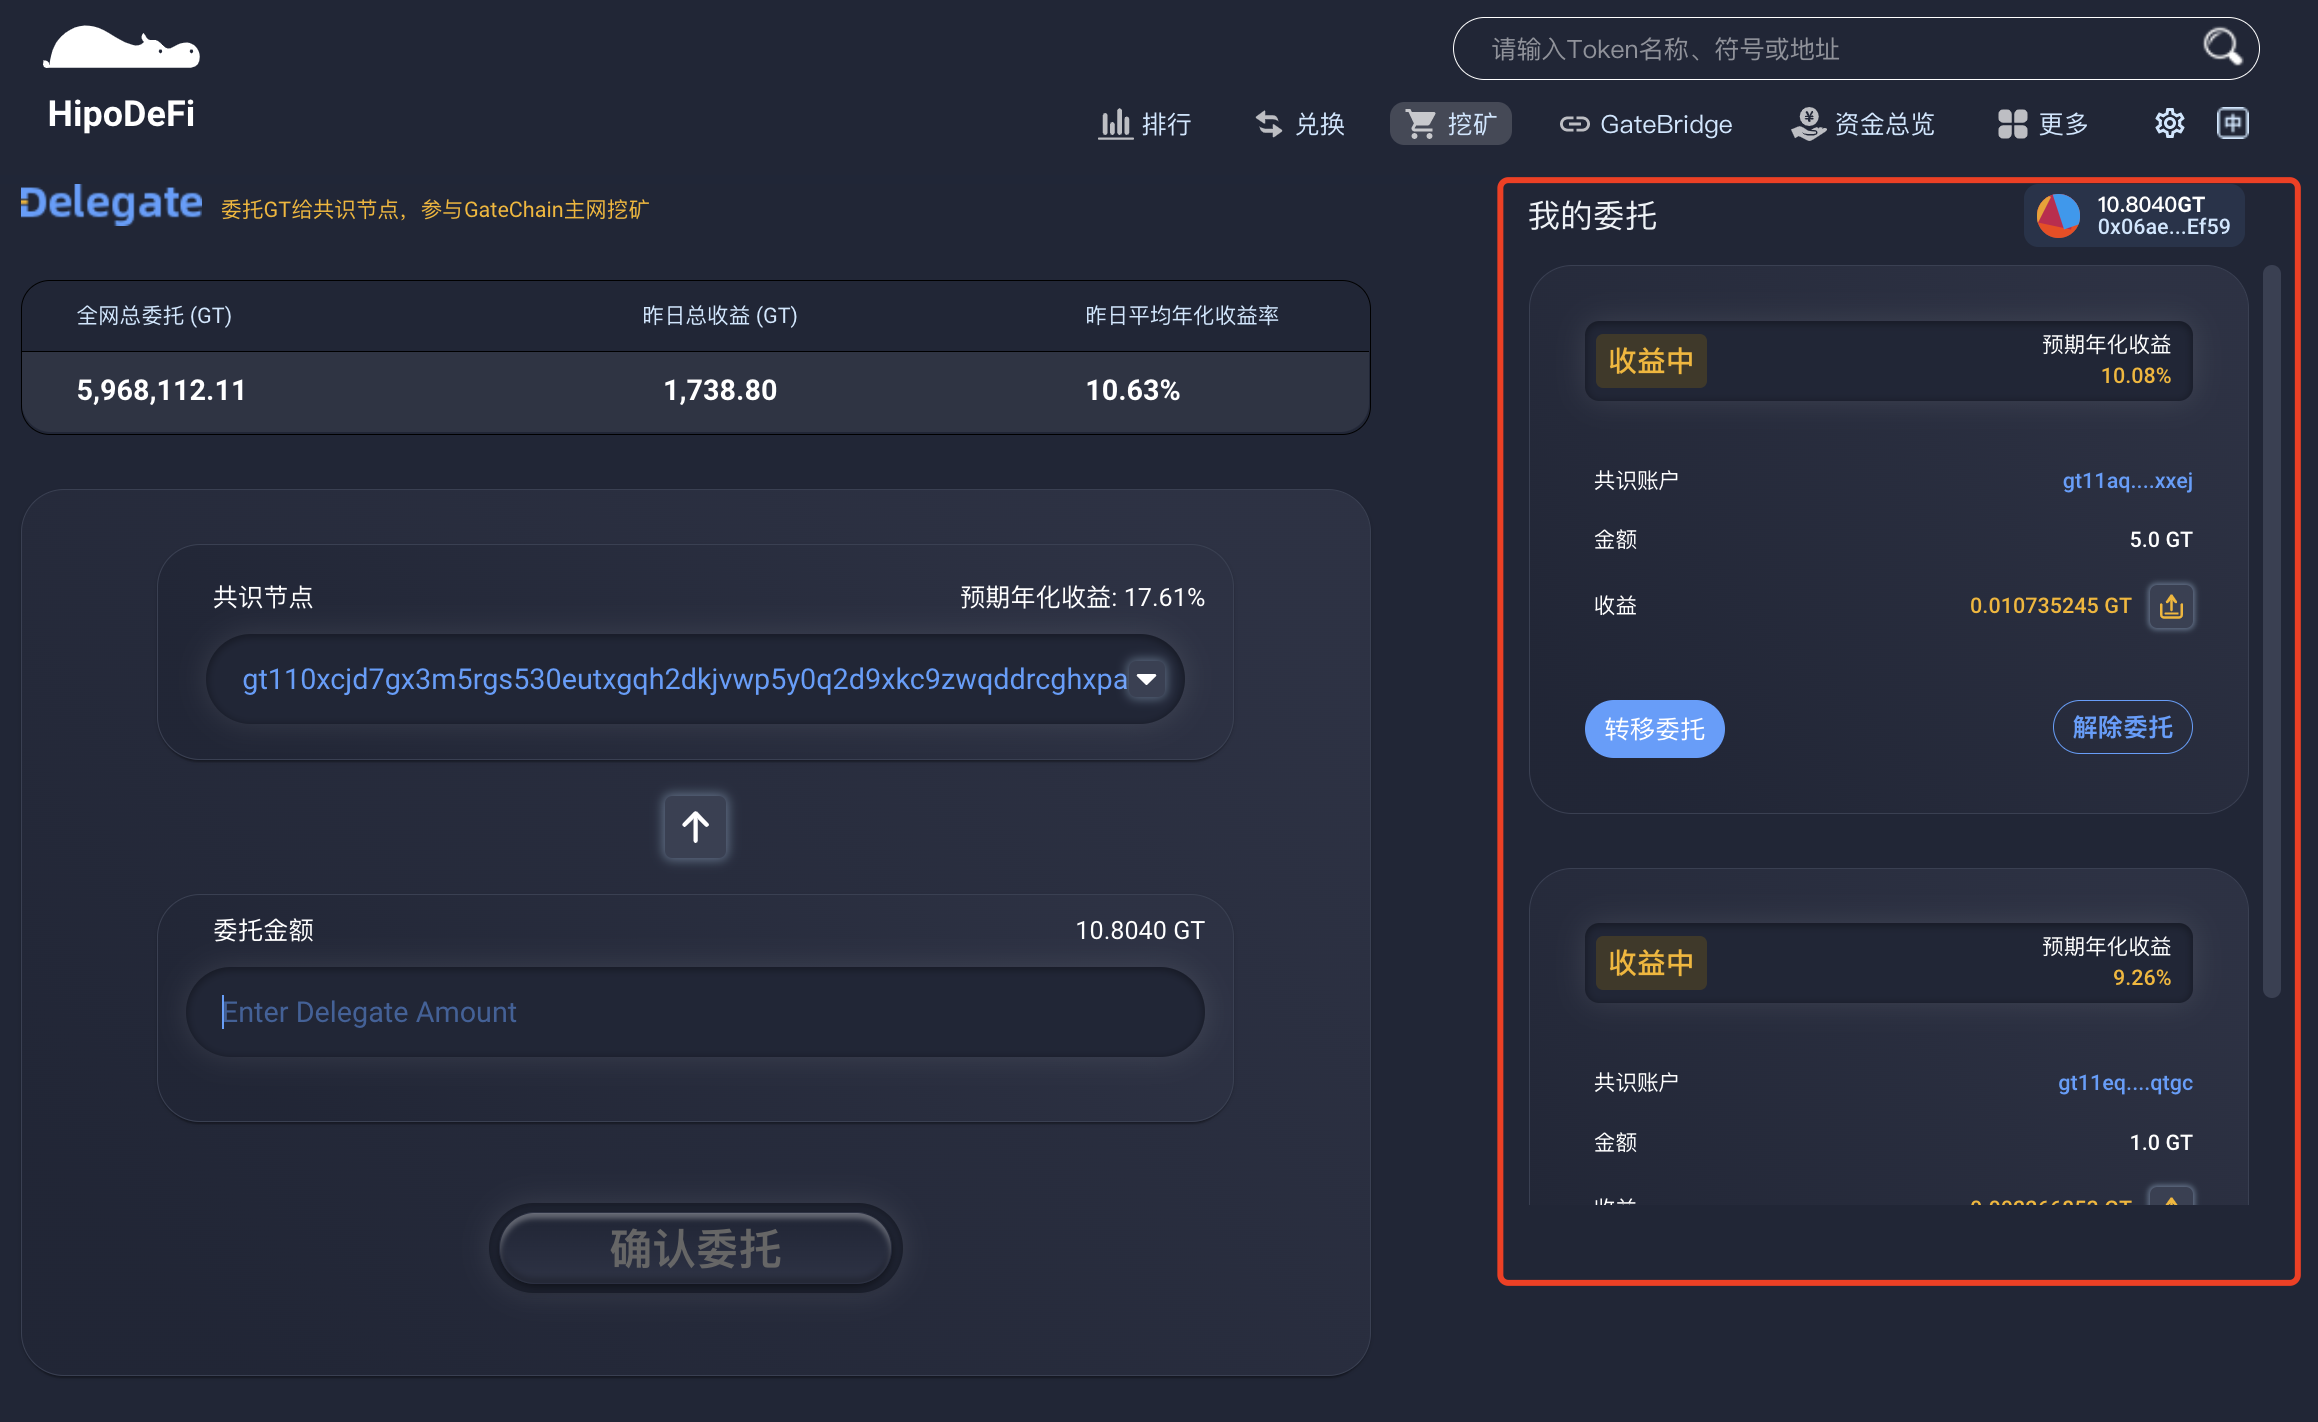 HipoDeFi
请输入Token名称、符号或地址
排行
兑换
挖矿
GateBridge
资金总览
更多
中
Delegate
委托GT给共识节点，参与GateChain主网挖矿
全网总委托 (GT) 昨日总收益 (GT) 昨日平均年化收益率
5,968,112.11 1,738.80 10.63%
共识节点 预期年化收益: 17.61%
gt110xcjd7gx3m5rgs530eutxgqh2dkjvwp5y0q2d9xkc9zwqddrcghxpa
委托金额 10.8040 GT
Enter Delegate Amount
确认委托
我的委托
10.8040GT
0x06ae...Ef59
收益中
预期年化收益
10.08%
共识账户 gt11aq....xxej
金额 5.0 GT
收益 0.010735245 GT
转移委托 解除委托
收益中
预期年化收益
9.26%
共识账户 gt11eq....qtgc
金额 1.0 GT